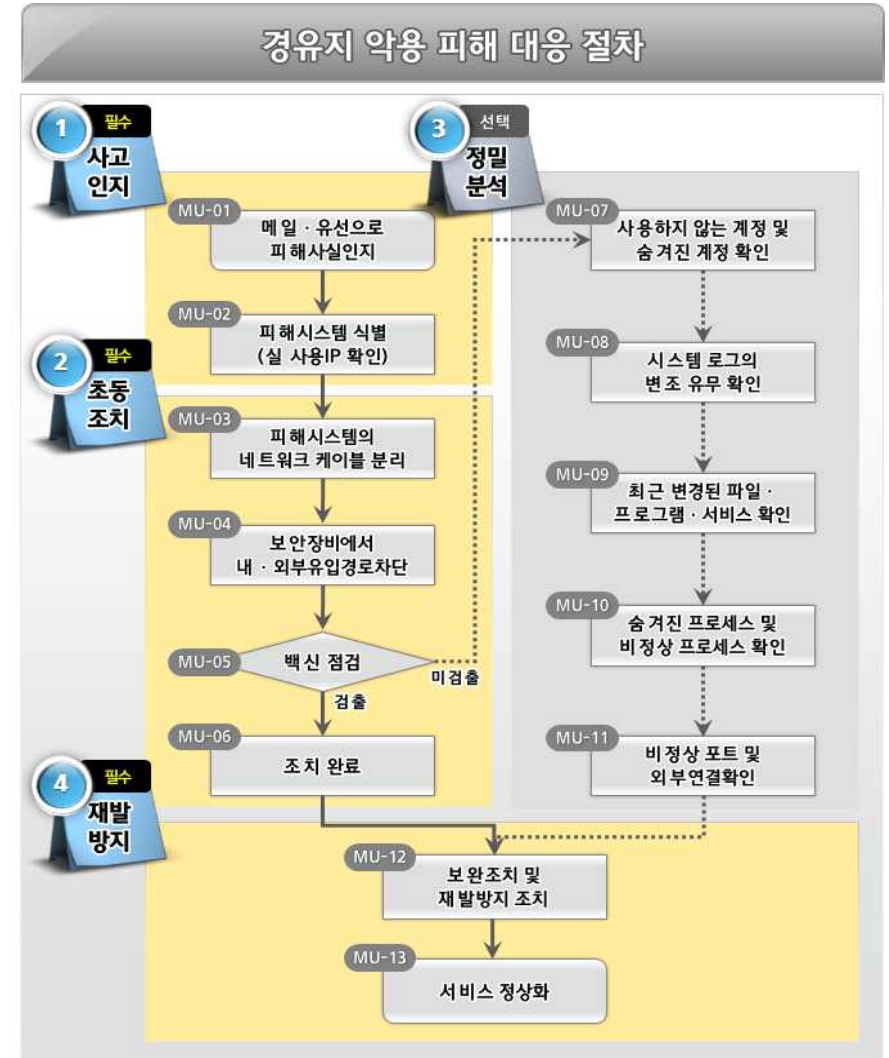 경유지 악용 피해 대응 절차
1
필수
사고
인지
MU-01
메일 · 유선으로
피해사실인지
MU-02
피해시스템 식별
(실 사용IP 확인)
2
필수
초동
조치
MU-03
피해시스템의
네트워크 케이블 분리
MU-04
보안장비에서
내 · 외부유입경로차단
MU-05
백신 점검
미검출
검출
MU-06
조치 완료
3
선택
정밀
분석
MU-07
사용하지 않는 계정 및
숨겨진 계정 확인
MU-08
시스템 로그의
변조 유무 확인
MU-09
최근 변경된 파일 ·
프로그램 · 서비스 확인
MU-10
숨겨진 프로세스 및
비정상 프로세스 확인
MU-11
비정상 포트 및
외부연결확인
4
필수
재발
방지
MU-12
보완조치 및
재발방지 조치
MU-13
서비스 정상화